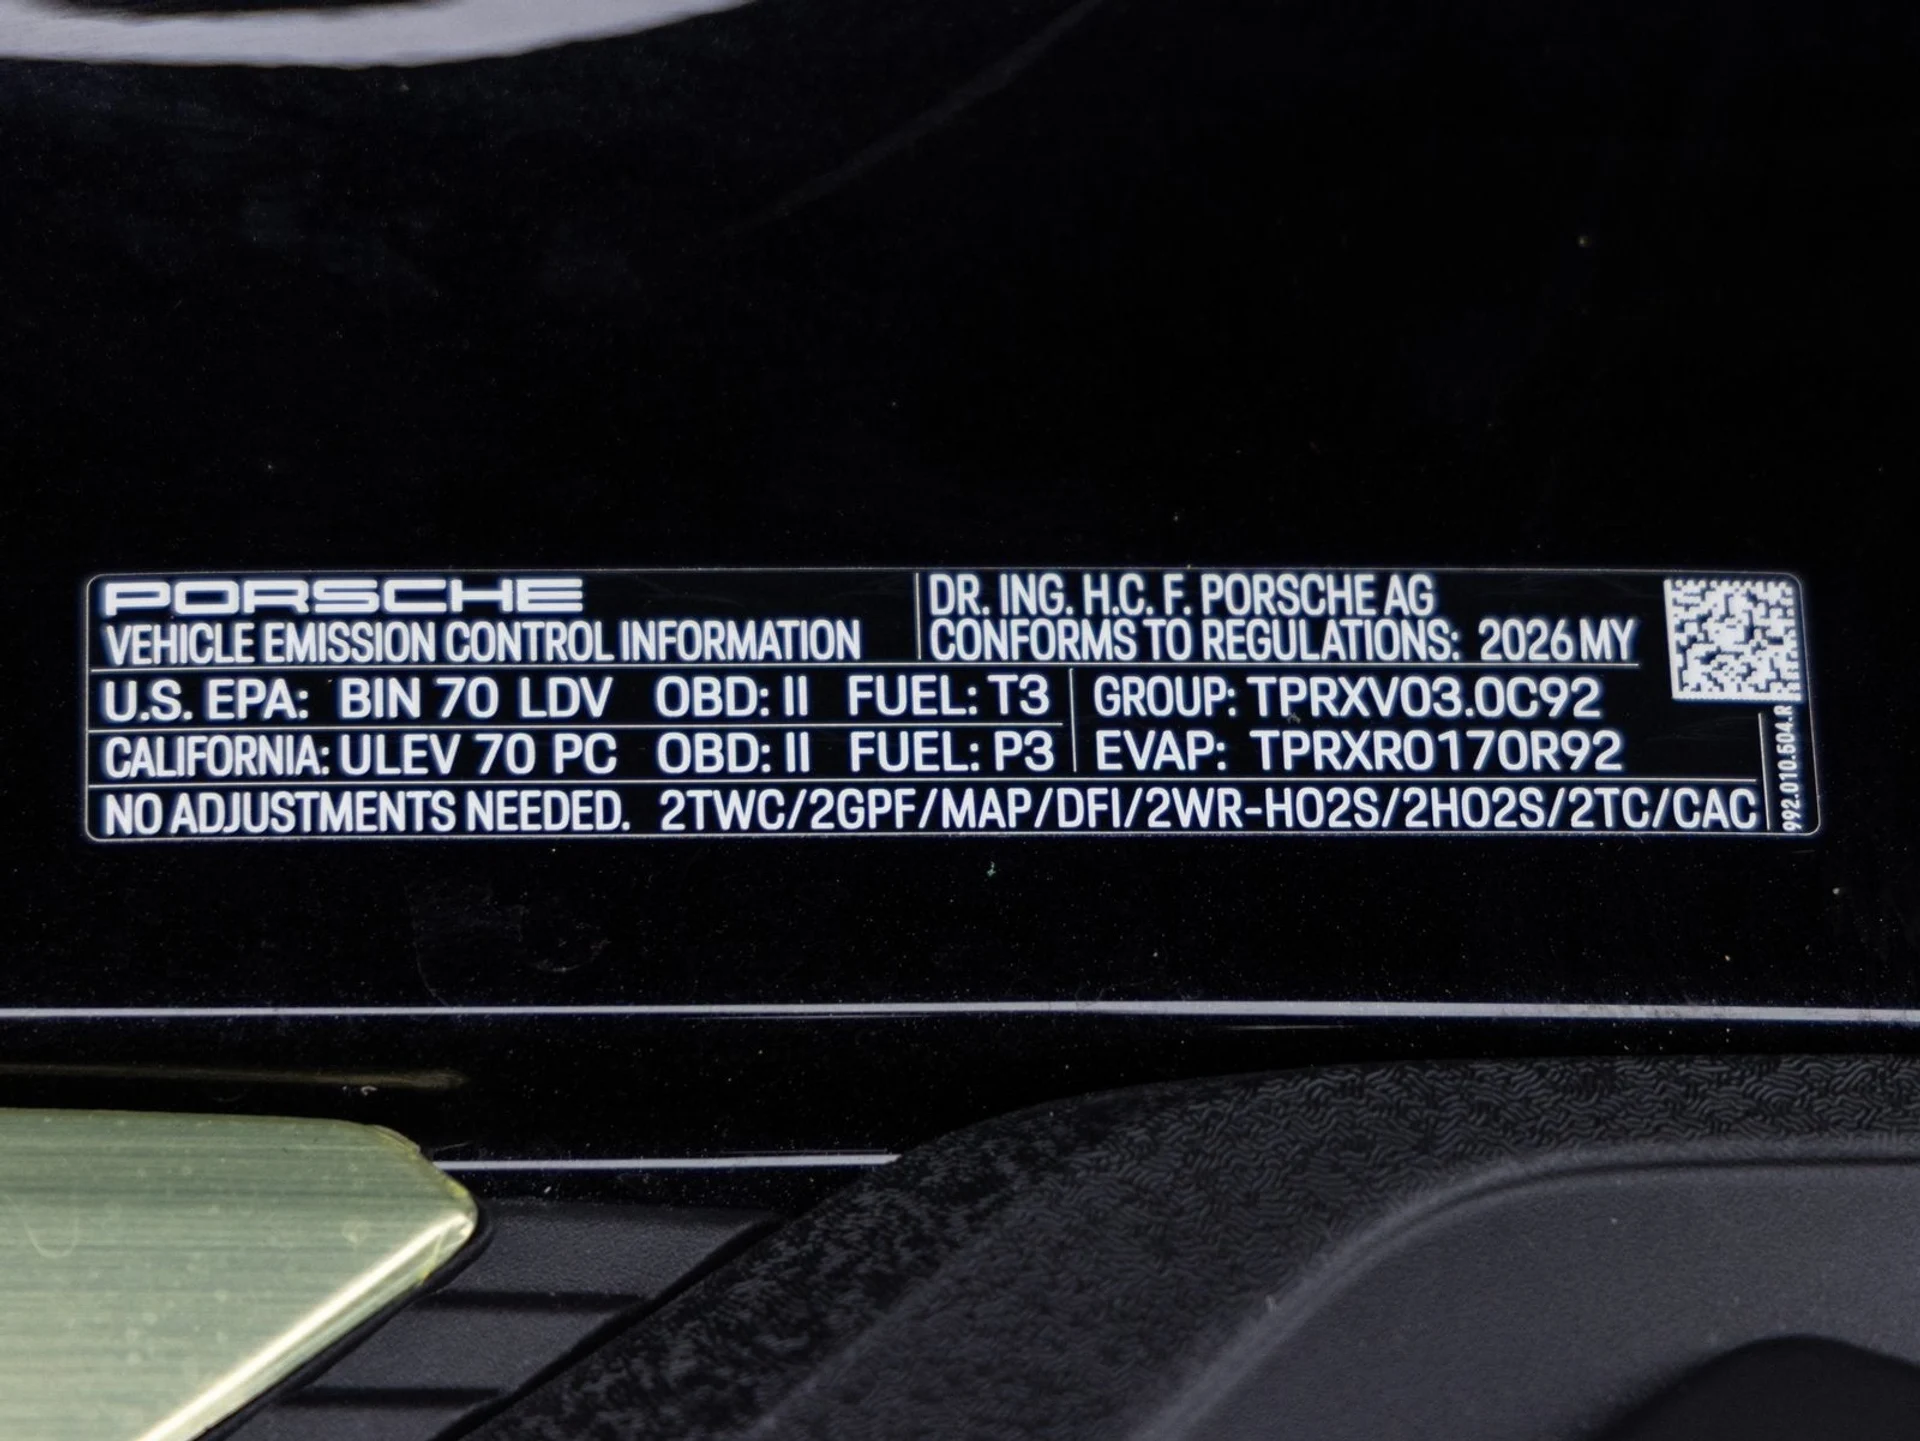 PORSCHE
VEHICLE EMISSION CONTROL INFORMATION
DR. ING. H.C. F. PORSCHE AG
CONFORMS TO REGULATIONS: 2026 MY
U.S. EPA: BIN 70 LDV OBD: II FUEL: T3
CALIFORNIA: ULEV 70 PC OBD: II FUEL: P3
GROUP: TPRXV03.0C92
EVAP: TPRXR0170R92
NO ADJUSTMENTS NEEDED. 2TWC/2GPF/MAP/DFI/2WR-HO2S/2HO2S/2TC/CAC
992.010.504.R